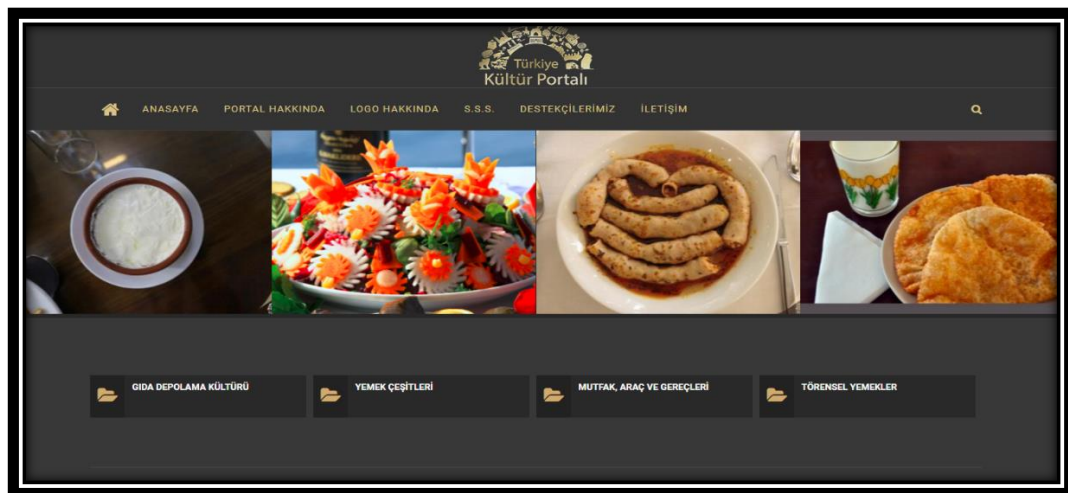 Türkiye
Kültür Portalı
ANASAYFA PORTAL HAKKINDA LOGO HAKKINDA S.S.S. DESTEKÇİLERİMİZ İLETİŞİM
GIDA DEPOLAMA KÜLTÜRÜ YEMEK ÇEŞİTLERİ MUTFAK, ARAÇ VE GEREÇLERİ TÖRENSEL YEMEKLER